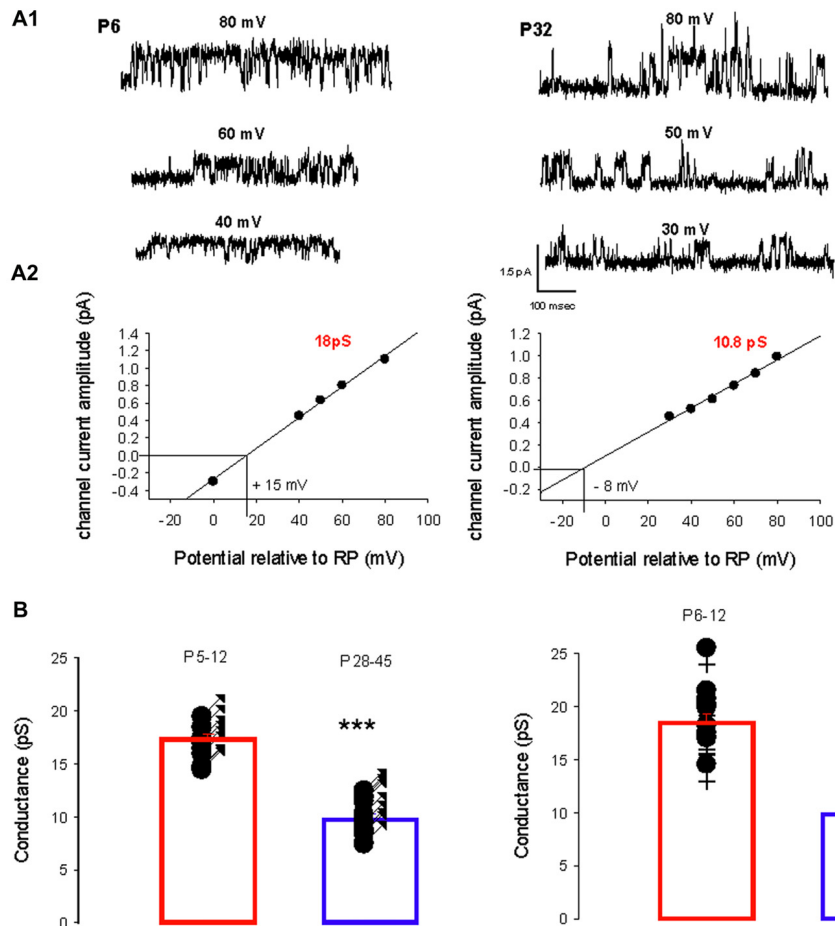 A1
P6
80 mV
60 mV
40 mV
P32
80 mV
50 mV
30 mV
1.5 pA
100 msec
A2
channel current amplitude (pA)
1.4
1.2
1.0
0.8
0.6
0.4
0.2
0.0
-0.2
-0.4
18pS
+ 15 mV
-20 0 20 40 60 80 100
Potential relative to RP (mV)
channel current amplitude (pA)
1.2
1.0
0.8
0.6
0.4
0.2
0.0
-0.2
10.8 pS
- 8 mV
-20 0 20 40 60 80 100
Potential relative to RP (mV)
B
Conductance (pS)
25
20
15
10
5
0
P5-12
P28-45
***
Conductance (pS)
25
20
15
10
5
0
P6-12